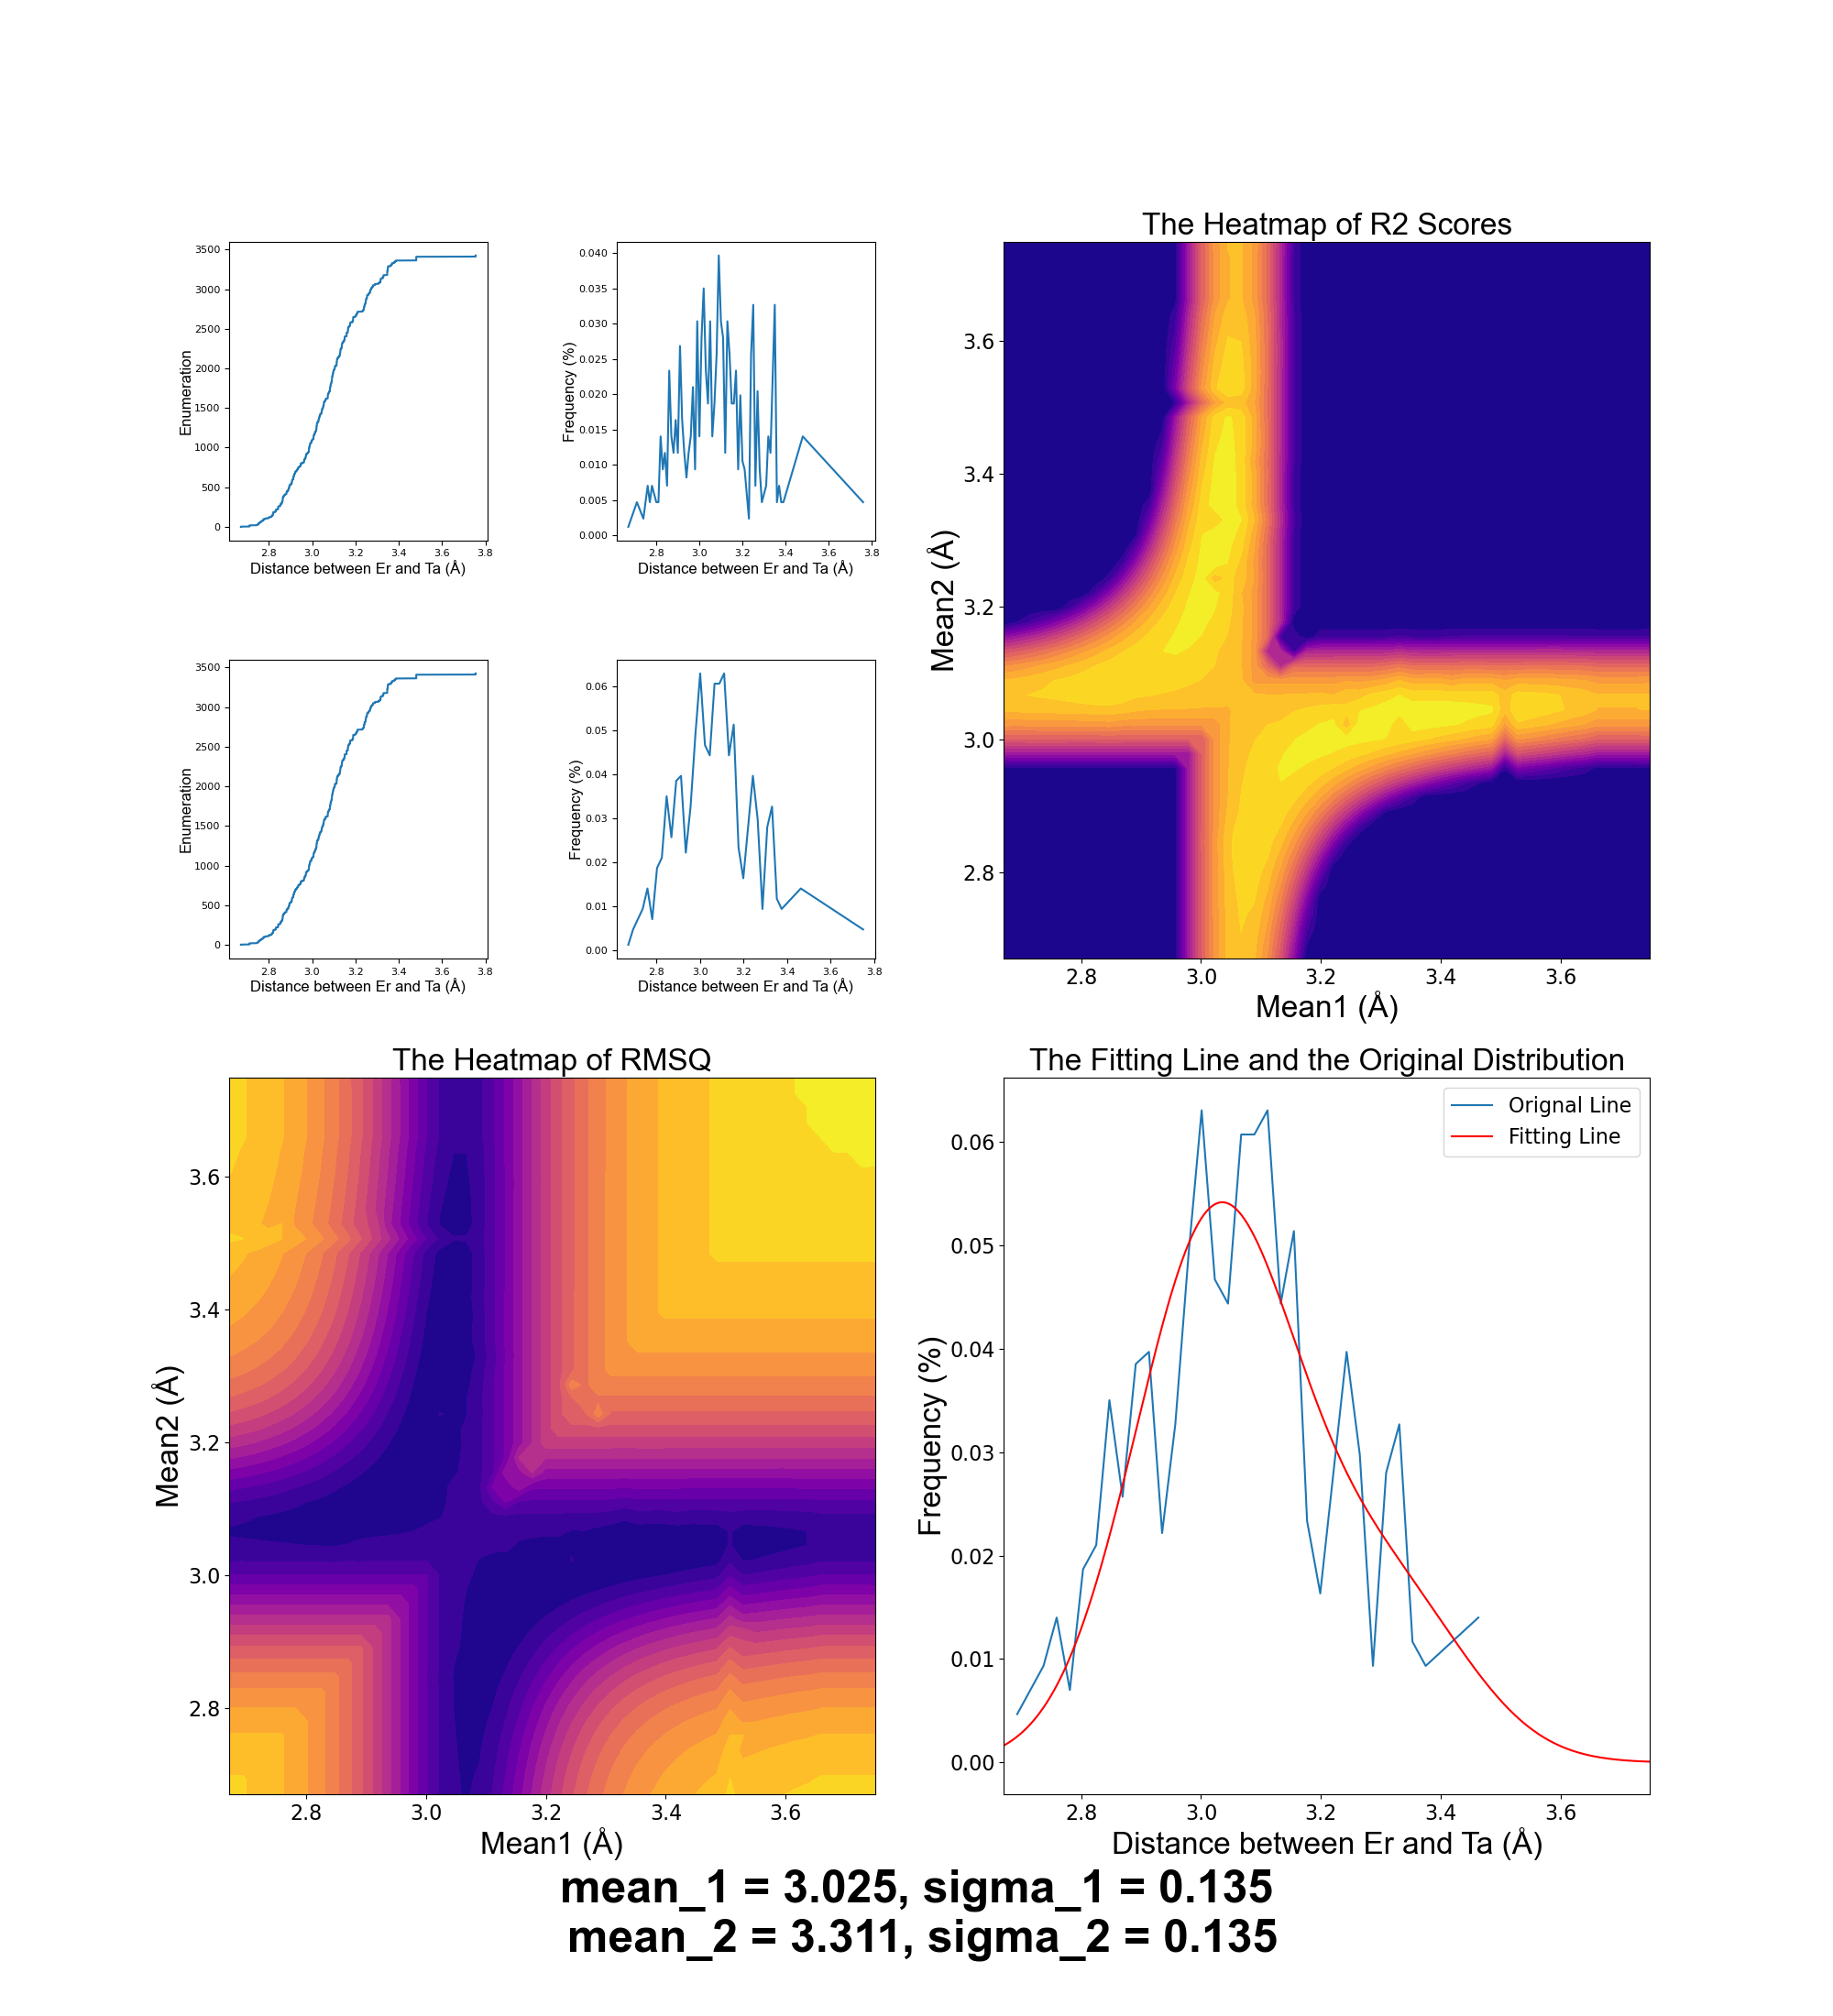 The Heatmap of R2 Scores
3500
3000
2500
2000
1500
1000
500
0
Enumeration
2.8 3.0 3.2 3.4 3.6 3.8
Distance between Er and Ta (Å)
0.040
0.035
0.030
0.025
0.020
0.015
0.010
0.005
0.000
Frequency (%)
2.8 3.0 3.2 3.4 3.6 3.8
Distance between Er and Ta (Å)
3.6
3.4
3.2
3.0
2.8
Mean2 (Å)
2.8 3.0 3.2 3.4 3.6
Mean1 (Å)
3500
3000
2500
2000
1500
1000
500
0
Enumeration
2.8 3.0 3.2 3.4 3.6 3.8
Distance between Er and Ta (Å)
0.06
0.05
0.04
0.03
0.02
0.01
0.00
Frequency (%)
2.8 3.0 3.2 3.4 3.6 3.8
Distance between Er and Ta (Å)
The Heatmap of RMSQ
3.6
3.4
3.2
3.0
2.8
Mean2 (Å)
2.8 3.0 3.2 3.4 3.6
Mean1 (Å)
The Fitting Line and the Original Distribution
Orignal Line
Fitting Line
0.06
0.05
0.04
0.03
0.02
0.01
0.00
Frequency (%)
2.8 3.0 3.2 3.4 3.6
Distance between Er and Ta (Å)
mean_1 = 3.025, sigma_1 = 0.135
mean_2 = 3.311, sigma_2 = 0.135